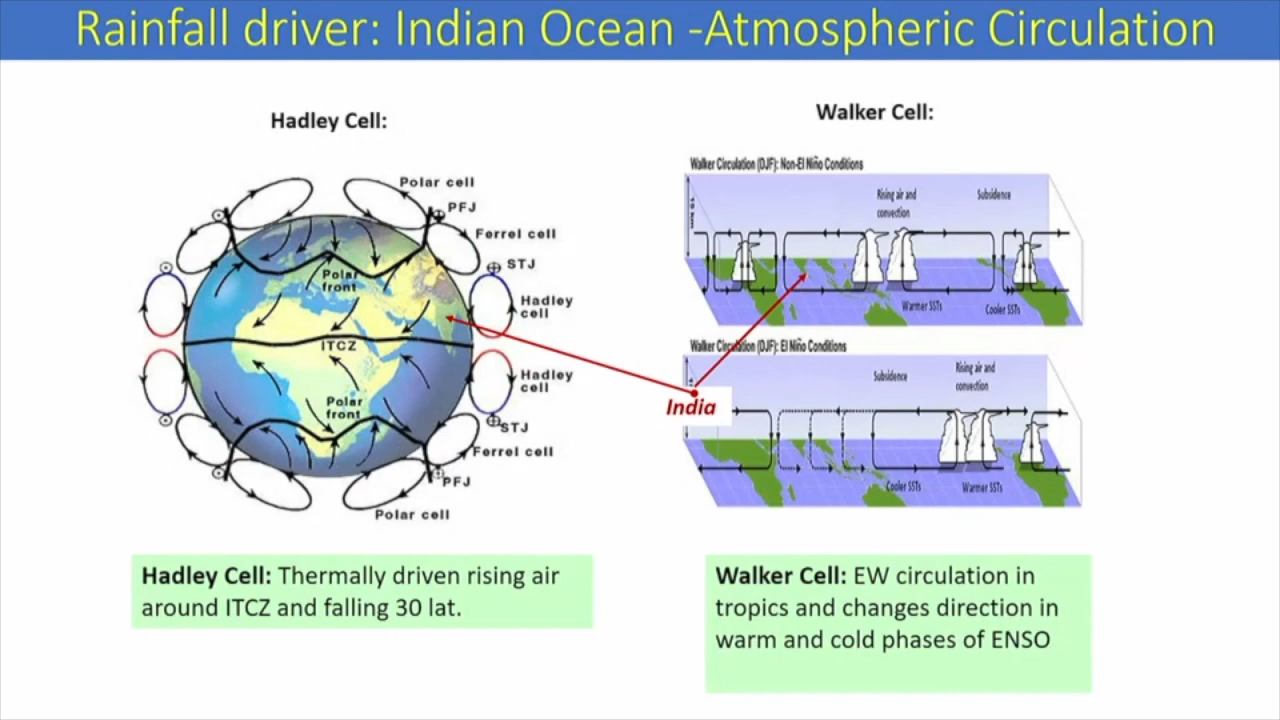 Rainfall driver: Indian Ocean -Atmospheric Circulation
Hadley Cell:
Polar cell
PFJ
Ferrel cell
STJ
Polar
front
Hadley
cell
ITCZ
Hadley
cell
Polar
front
STJ
Ferrel cell
PFJ
Polar cell
Hadley Cell: Thermally driven rising air
around ITCZ and falling 30 lat.
Walker Cell:
Walker Circulation (DJF): Non-El Niño Conditions
Rising air and
convection
Subsidence
Warmer SSTs
Cooler SSTs
Walker Circulation (DJF): El Niño Conditions
Subsidence
Rising air and
convection
India
Cooler SSTs
Warmer SSTs
Walker Cell: EW circulation in
tropics and changes direction in
warm and cold phases of ENSO